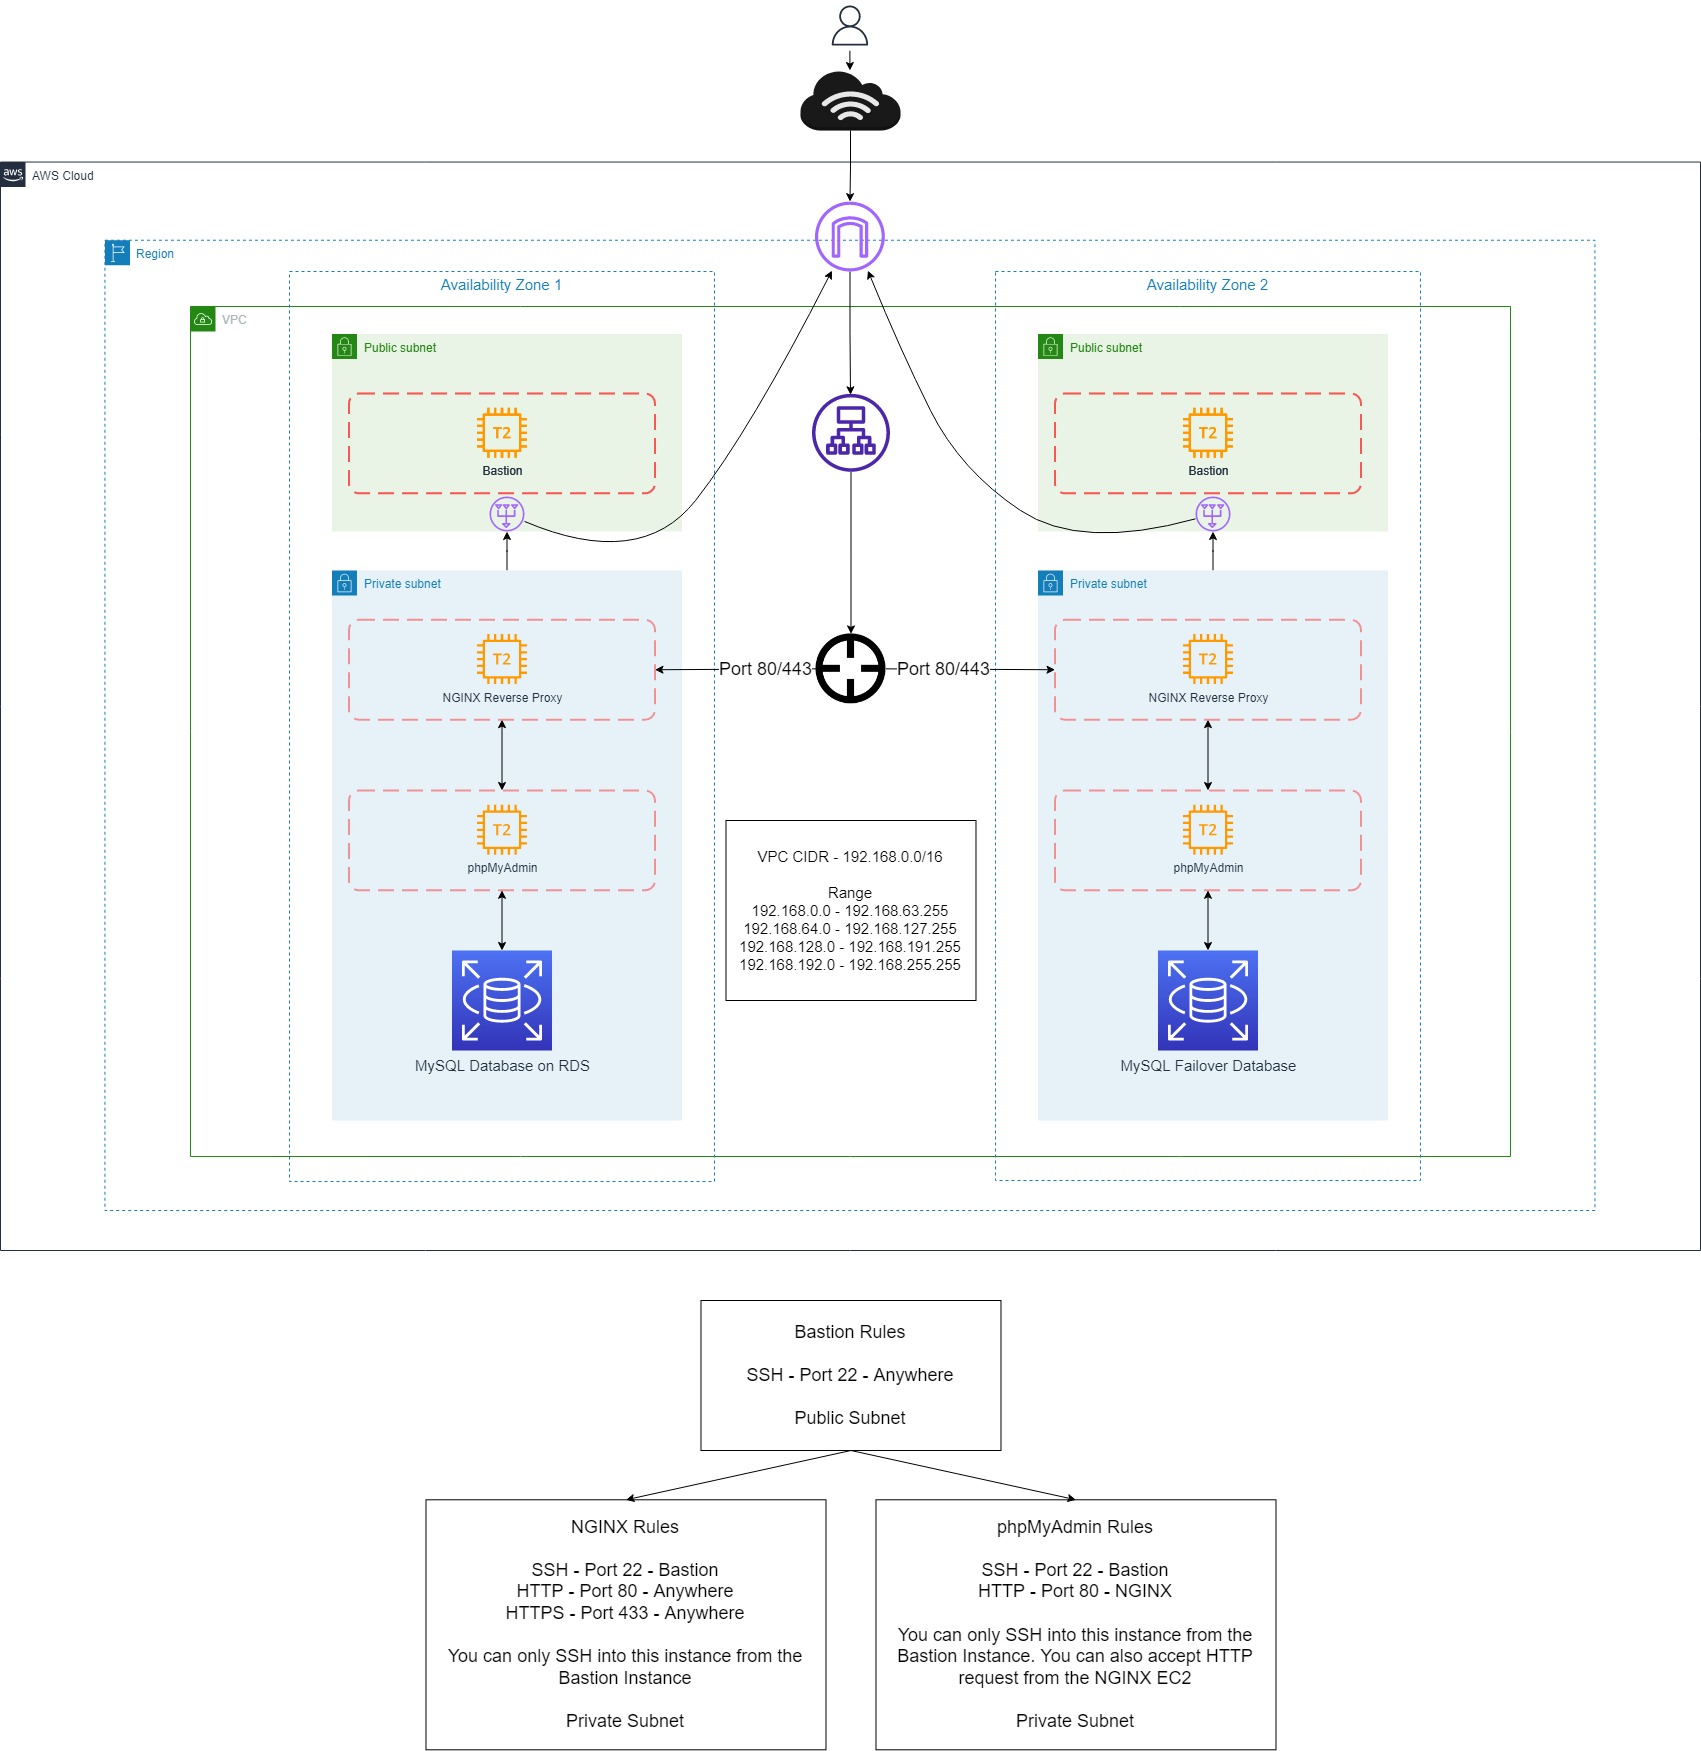 aws
AWS Cloud
Region
Availability Zone 1
Availability Zone 2
VPC
Public subnet
Public subnet
T2
Bastion
T2
Bastion
Private subnet
Private subnet
T2
NGINX Reverse Proxy
Port 80/443
Port 80/443
T2
NGINX Reverse Proxy
T2
phpMyAdmin
T2
phpMyAdmin
VPC CIDR - 192.168.0.0/16
Range
192.168.0.0 - 192.168.63.255
192.168.64.0 - 192.168.127.255
192.168.128.0 - 192.168.191.255
192.168.192.0 - 192.168.255.255
MySQL Database on RDS
MySQL Failover Database
Bastion Rules
SSH - Port 22 - Anywhere
Public Subnet
NGINX Rules
SSH - Port 22 - Bastion
HTTP - Port 80 - Anywhere
HTTPS - Port 433 - Anywhere
You can only SSH into this instance from the
Bastion Instance
Private Subnet
phpMyAdmin Rules
SSH - Port 22 - Bastion
HTTP - Port 80 - NGINX
You can only SSH into this instance from the
Bastion Instance. You can also accept HTTP
request from the NGINX EC2
Private Subnet